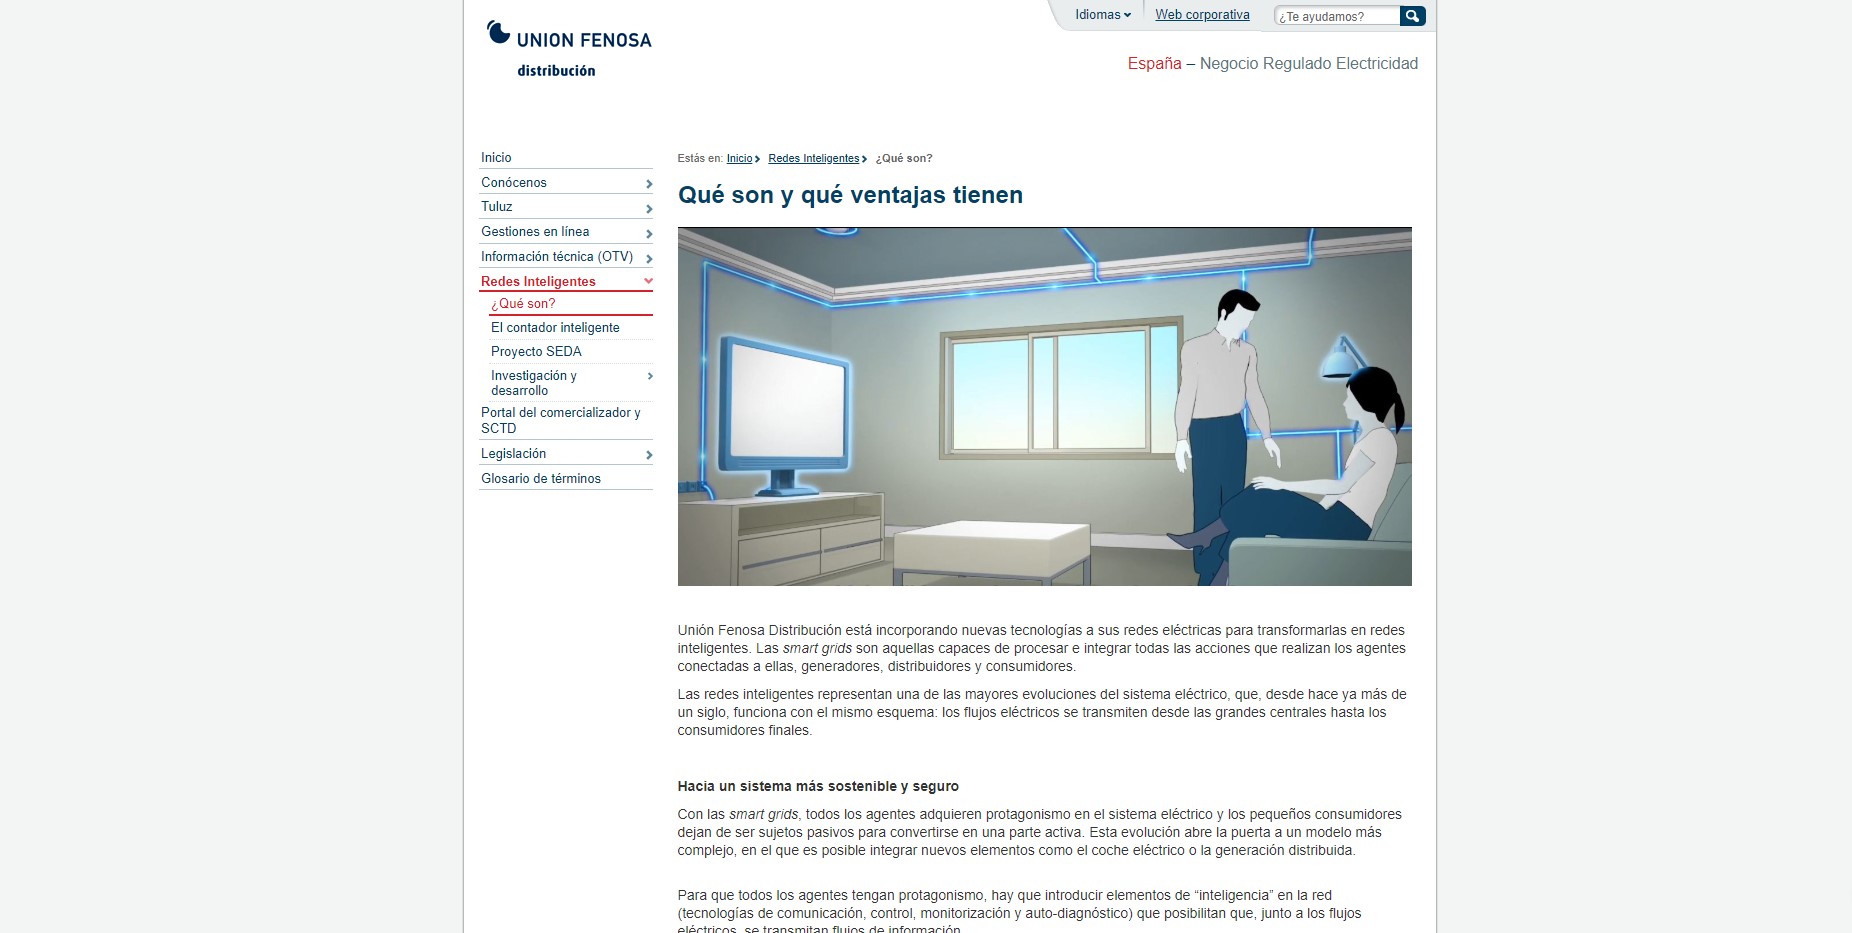 UNION FENOSA
distribución
Idiomas
Web corporativa
¿Te ayudamos?
España – Negocio Regulado Electricidad
Inicio
Conócenos
Tuluz
Gestiones en línea
Información técnica (OTV)
Redes Inteligentes
¿Qué son?
El contador inteligente
Proyecto SEDA
Investigación y
desarrollo
Portal del comercializador y
SCTD
Legislación
Glosario de términos
Estás en: Inicio Redes Inteligentes ¿Qué son?
Qué son y qué ventajas tienen
Unión Fenosa Distribución está incorporando nuevas tecnologías a sus redes eléctricas para transformarlas en redes
inteligentes. Las smart grids son aquellas capaces de procesar e integrar todas las acciones que realizan los agentes
conectadas a ellas, generadores, distribuidores y consumidores.
Las redes inteligentes representan una de las mayores evoluciones del sistema eléctrico, que, desde hace ya más de
un siglo, funciona con el mismo esquema: los flujos eléctricos se transmiten desde las grandes centrales hasta los
consumidores finales.
Hacia un sistema más sostenible y seguro
Con las smart grids, todos los agentes adquieren protagonismo en el sistema eléctrico y los pequeños consumidores
dejan de ser sujetos pasivos para convertirse en una parte activa. Esta evolución abre la puerta a un modelo más
complejo, en el que es posible integrar nuevos elementos como el coche eléctrico o la generación distribuida.
Para que todos los agentes tengan protagonismo, hay que introducir elementos de “inteligencia” en la red
(tecnologías de comunicación, control, monitorización y auto-diagnóstico) que posibilitan que, junto a los flujos
eléctricos, se transmitan flujos de información.